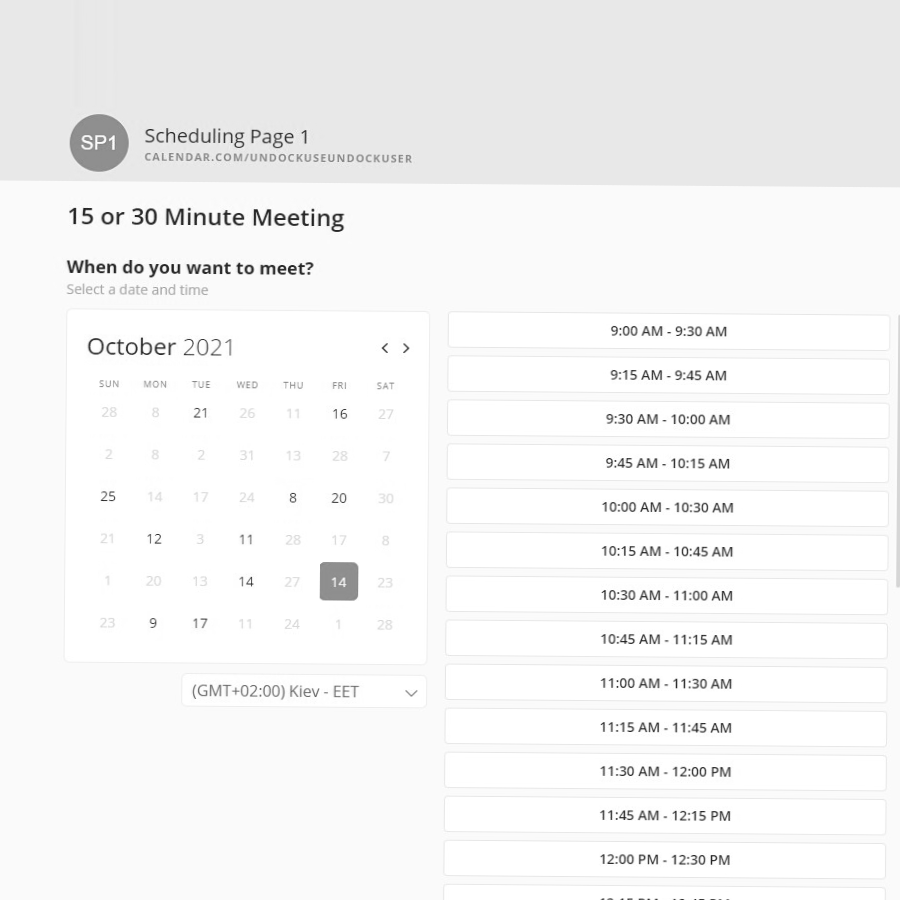 SP1
Scheduling Page 1
CALENDAR.COM/UNDOCKUSEUNDOCKUSER
15 or 30 Minute Meeting
When do you want to meet?
Select a date and time
October 2021
SUN MON TUE WED THU FRI SAT
28 8 21 26 11 16 27
2 8 2 31 13 28 7
25 14 17 24 8 20 30
21 12 3 11 28 17 8
1 20 13 14 27 14 23
23 9 17 11 24 1 28
(GMT+02:00) Kiev - EET
9:00 AM - 9:30 AM
9:15 AM - 9:45 AM
9:30 AM - 10:00 AM
9:45 AM - 10:15 AM
10:00 AM - 10:30 AM
10:15 AM - 10:45 AM
10:30 AM - 11:00 AM
10:45 AM - 11:15 AM
11:00 AM - 11:30 AM
11:15 AM - 11:45 AM
11:30 AM - 12:00 PM
11:45 AM - 12:15 PM
12:00 PM - 12:30 PM